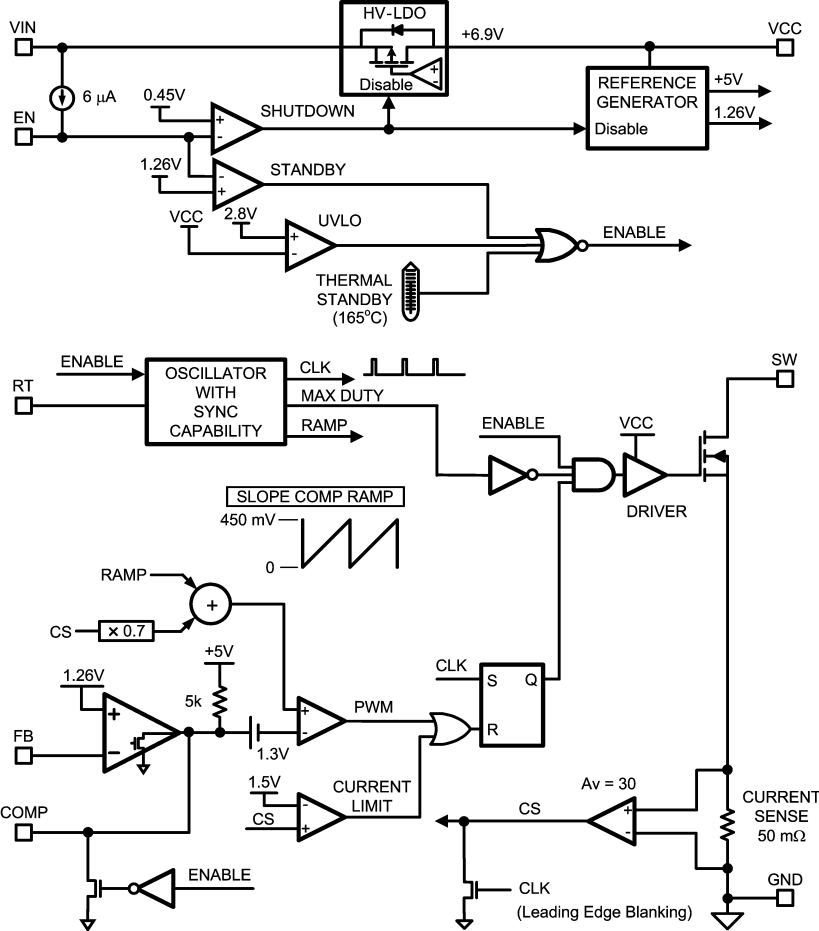 HV-LDO
VIN
+6.9V
VCC
+
-
Disable
6 µA
REFERENCE
GENERATOR
Disable
+5V
1.26V
0.45V
SHUTDOWN
EN
+
-
1.26V
STANDBY
-
+
VCC
2.8V
UVLO
+
-
ENABLE
THERMAL
STANDBY
(165°C)
ENABLE
RT
OSCILLATOR
WITH
SYNC
CAPABILITY
CLK
MAX DUTY
RAMP
SW
ENABLE
VCC
DRIVER
SLOPE COMP RAMP
450 mV
0
RAMP
+
CS
× 0.7
+5V
5k
1.26V
+
-
FB
1.3V
+
-
PWM
CLK
S Q
R
1.5V
CS
-
+
CURRENT
LIMIT
COMP
ENABLE
CS
Av = 30
+
-
CURRENT
SENSE
50 mΩ
GND
CLK
(Leading Edge Blanking)